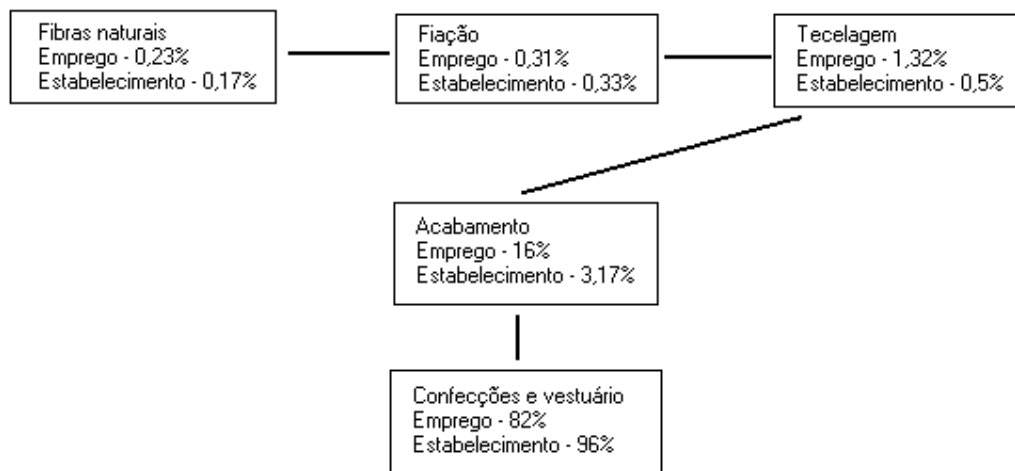 Fibras naturais
Emprego - 0,23%
Estabelecimento - 0,17%
Fiação
Emprego - 0,31%
Estabelecimento - 0,33%
Tecelagem
Emprego - 1,32%
Estabelecimento - 0,5%
Acabamento
Emprego - 16%
Estabelecimento - 3,17%
Confecções e vestuário
Emprego - 82%
Estabelecimento - 96%